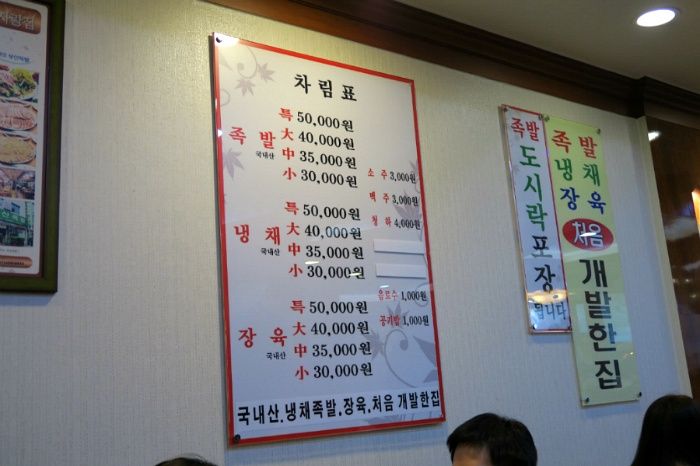 차림표
특 50,000원
족발 大 40,000원
국내산 中 35,000원
小 30,000원
특 50,000원
냉채 大 40,000원
국내산 中 35,000원
小 30,000원
특 50,000원
장육 大 40,000원
국내산 中 35,000원
小 30,000원
소주 3,000원
맥주 3,000원
청하 4,000원
음료수 1,000원
공기밥 1,000원
국내산.냉채족발.장육.처음 개발한집
족발
도시락포장
됩니다
족발
냉채
장육
처음
개발한집